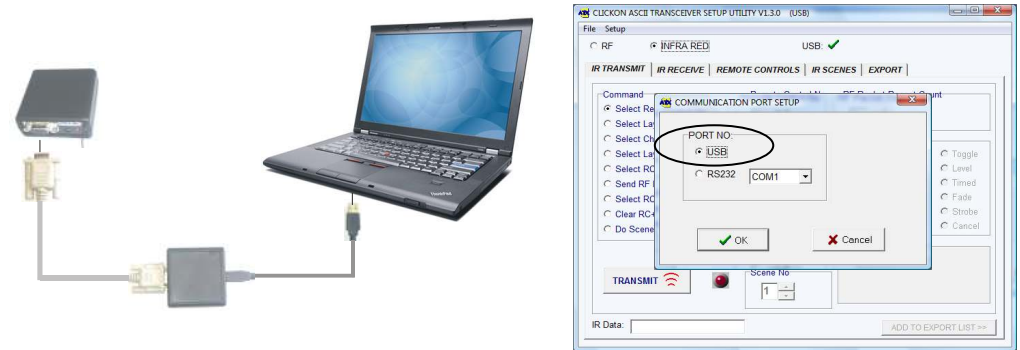 CLICKON ASCII TRANSCEIVER SETUP UTILITY V1.3.0 (USB)
File Setup
RF INFRA RED USB:
IR TRANSMIT IR RECEIVE REMOTE CONTROLS IR SCENES EXPORT
Command
Select Re
Select La
Select Ch
Select La
Select RC
Send RF
Select RC
Clear RC+
Do Scene
COMMUNICATION PORT SETUP
PORT NO:
USB
RS232 COM1
OK Cancel
Toggle
Level
Timed
Fade
Strobe
Cancel
TRANSMIT
Scene No
1
IR Data:
ADD TO EXPORT LIST >>
ThinkPad